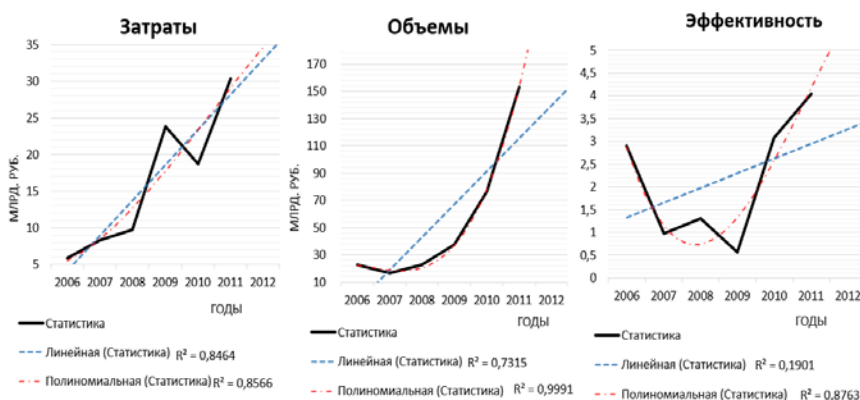 Затраты
35
30
25
20
15
10
5
МЛРД. РУБ.
2006 2007 2008 2009 2010 2011 2012
ГОДЫ
Статистика
Линейная (Статистика) R² = 0,8464
Полиномиальная (Статистика) R² = 0,8566
Объемы
170
150
130
110
90
70
50
30
10
МЛРД. РУБ.
2006 2007 2008 2009 2010 2011 2012
ГОДЫ
Статистика
Линейная (Статистика) R² = 0,7315
Полиномиальная (Статистика) R² = 0,9991
Эффективность
5
4,5
4
3,5
3
2,5
2
1,5
1
0,5
0
2006 2007 2008 2009 2010 2011 2012
ГОДЫ
Статистика
Линейная (Статистика) R² = 0,1901
Полиномиальная (Статистика) R² = 0,8763